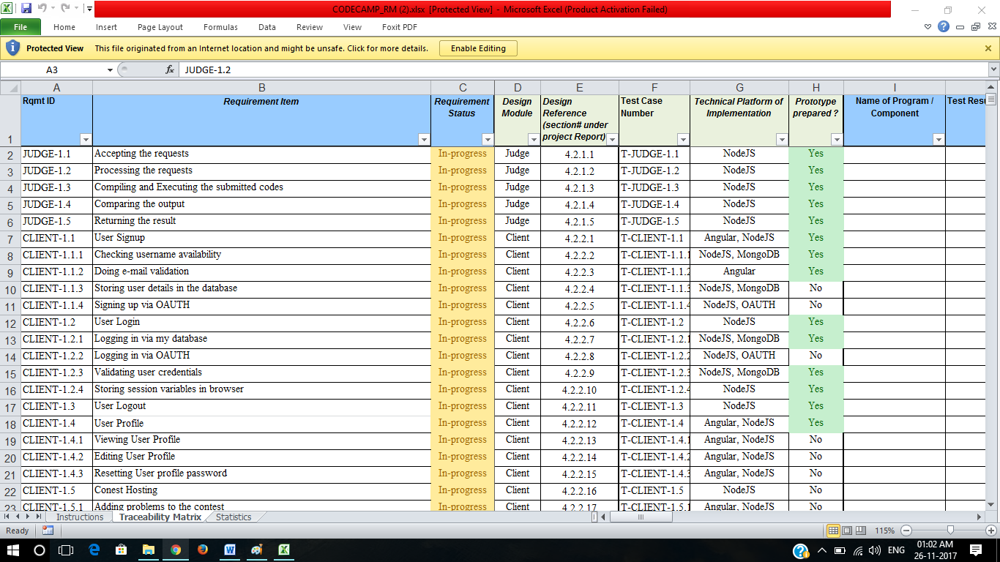 CODECAMP_RM (2).xlsx [Protected View] - Microsoft Excel (Product Activation Failed)
File Home Insert Page Layout Formulas Data Review View Foxit PDF
Protected View This file originated from an Internet location and might be unsafe. Click for more details. Enable Editing
A3 fx JUDGE-1.2
A B C D E F G H I
1 Rqmt ID Requirement Item Requirement Status Design Module Design Reference (section# under project Report) Test Case Number Technical Platform of Implementation Prototype prepared ? Name of Program / Component Test Resu
2 JUDGE-1.1 Accepting the requests In-progress Judge 4.2.1.1 T-JUDGE-1.1 NodeJS Yes
3 JUDGE-1.2 Processing the requests In-progress Judge 4.2.1.2 T-JUDGE-1.2 NodeJS Yes
4 JUDGE-1.3 Compiling and Executing the submitted codes In-progress Judge 4.2.1.3 T-JUDGE-1.3 NodeJS Yes
5 JUDGE-1.4 Comparing the output In-progress Judge 4.2.1.4 T-JUDGE-1.4 NodeJS Yes
6 JUDGE-1.5 Returning the result In-progress Judge 4.2.1.5 T-JUDGE-1.5 NodeJS Yes
7 CLIENT-1.1 User Signup In-progress Client 4.2.2.1 T-CLIENT-1.1 Angular, NodeJS Yes
8 CLIENT-1.1.1 Checking username availability In-progress Client 4.2.2.2 T-CLIENT-1.1.1 NodeJS, MongoDB Yes
9 CLIENT-1.1.2 Doing e-mail validation In-progress Client 4.2.2.3 T-CLIENT-1.1.2 Angular Yes
10 CLIENT-1.1.3 Storing user details in the database In-progress Client 4.2.2.4 T-CLIENT-1.1.3 NodeJS, MongoDB No
11 CLIENT-1.1.4 Signing up via OAUTH In-progress Client 4.2.2.5 T-CLIENT-1.1.4 NodeJS, OAUTH No
12 CLIENT-1.2 User Login In-progress Client 4.2.2.6 T-CLIENT-1.2 NodeJS Yes
13 CLIENT-1.2.1 Logging in via my database In-progress Client 4.2.2.7 T-CLIENT-1.2.1 NodeJS, MongoDB Yes
14 CLIENT-1.2.2 Logging in via OAUTH In-progress Client 4.2.2.8 T-CLIENT-1.2.2 NodeJS, OAUTH No
15 CLIENT-1.2.3 Validating user credentials In-progress Client 4.2.2.9 T-CLIENT-1.2.3 NodeJS, MongoDB Yes
16 CLIENT-1.2.4 Storing session variables in browser In-progress Client 4.2.2.10 T-CLIENT-1.2.4 NodeJS Yes
17 CLIENT-1.3 User Logout In-progress Client 4.2.2.11 T-CLIENT-1.3 NodeJS Yes
18 CLIENT-1.4 User Profile In-progress Client 4.2.2.12 T-CLIENT-1.4 Angular, NodeJS Yes
19 CLIENT-1.4.1 Viewing User Profile In-progress Client 4.2.2.13 T-CLIENT-1.4.1 Angular, NodeJS No
20 CLIENT-1.4.2 Editing User Profile In-progress Client 4.2.2.14 T-CLIENT-1.4.2 Angular, NodeJS No
21 CLIENT-1.4.3 Resetting User profile password In-progress Client 4.2.2.15 T-CLIENT-1.4.3 Angular, NodeJS No
22 CLIENT-1.5 Conest Hosting In-progress Client 4.2.2.16 T-CLIENT-1.5 NodeJS No
23 CLIENT-1.5.1 Adding problems to the contest In-progress Client 4.2.2.17 T-CLIENT-1.5.1 Angular, NodeJS No
Instructions Traceability Matrix Statistics
Ready 115%
ENG 01:02 AM
26-11-2017